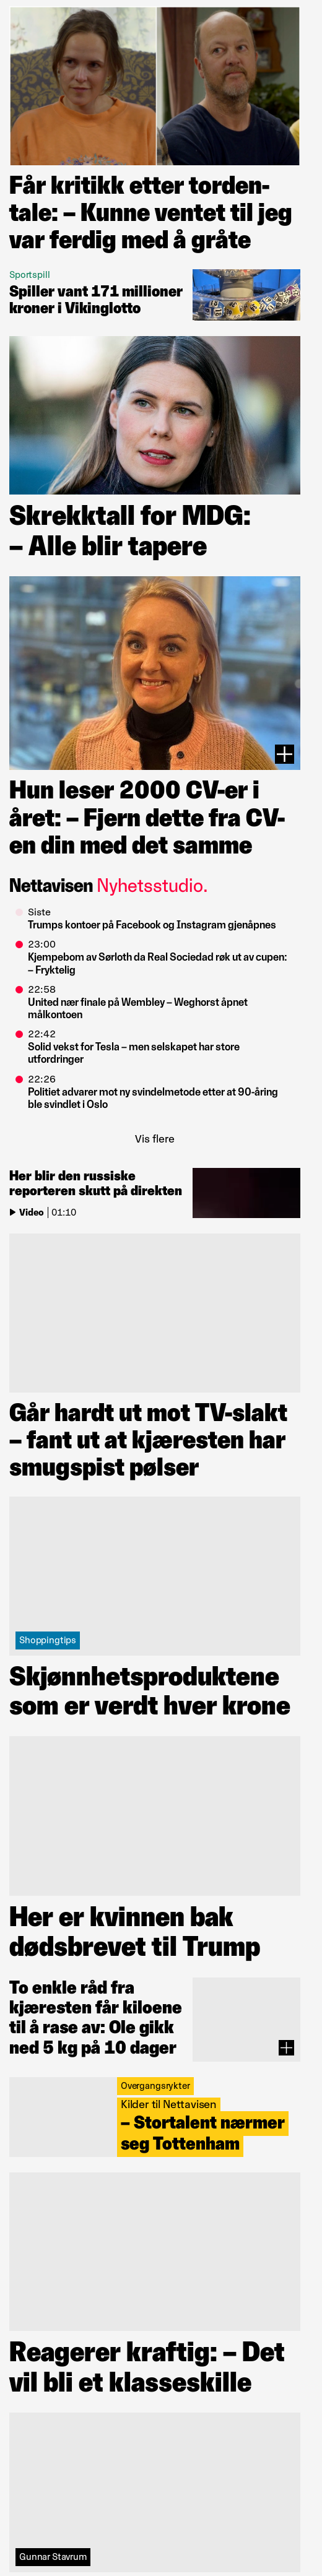 Får kritikk etter torden-
tale: – Kunne ventet til jeg
var ferdig med å gråte
Sportspill
Spiller vant 171 millioner
kroner i Vikinglotto
Skrekktall for MDG:
– Alle blir tapere
Hun leser 2000 CV-er i
året: – Fjern dette fra CV-
en din med det samme
Nettavisen Nyhetsstudio.
Siste
Trumps kontoer på Facebook og Instagram gjenåpnes
23:00
Kjempebom av Sørloth da Real Sociedad røk ut av cupen:
– Fryktelig
22:58
United nær finale på Wembley – Weghorst åpnet
målkontoen
22:42
Solid vekst for Tesla – men selskapet har store
utfordringer
22:26
Politiet advarer mot ny svindelmetode etter at 90-åring
ble svindlet i Oslo
Vis flere
Her blir den russiske
reporteren skutt på direkten
Video | 01:10
Går hardt ut mot TV-slakt
– fant ut at kjæresten har
smugspist pølser
Shoppingtips
Skjønnhetsproduktene
som er verdt hver krone
Her er kvinnen bak
dødsbrevet til Trump
To enkle råd fra
kjæresten får kiloene
til å rase av: Ole gikk
ned 5 kg på 10 dager
Overgangsrykter
Kilder til Nettavisen
– Stortalent nærmer
seg Tottenham
Reagerer kraftig: – Det
vil bli et klasseskille
Gunnar Stavrum